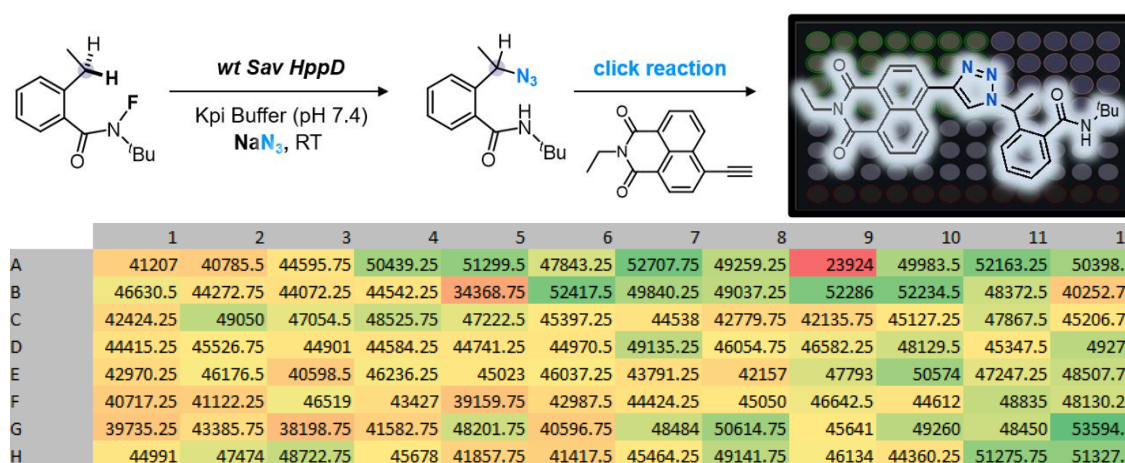 H
H
F
N
tBu
O
wt Sav HppD
Kpi Buffer (pH 7.4)
NaN3, RT
H
N3
NH
tBu
O
click reaction
O
N
O
O
N
O
N
N
N
O
NH
tBu
1 2 3 4 5 6 7 8 9 10 11 1
A 41207 40785.5 44595.75 50439.25 51299.5 47843.25 52707.75 49259.25 23924 49983.5 52163.25 50398.
B 46630.5 44272.75 44072.25 44542.25 34368.75 52417.5 49840.25 49037.25 52286 52234.5 48372.5 40252.7
C 42424.25 49050 47054.5 48525.75 47222.5 45397.25 44538 42779.75 42135.75 45127.25 47867.5 45206.7
D 44415.25 45526.75 44901 44584.25 44741.25 44970.5 49135.25 46054.75 46582.25 48129.5 45347.5 4927
E 42970.25 46176.5 40598.5 46236.25 45023 46037.25 43791.25 42157 47793 50574 47247.25 48507.7
F 40717.25 41122.25 46519 43427 39159.75 42987.5 44424.25 45050 46642.5 44612 48835 48130.2
G 39735.25 43385.75 38198.75 41582.75 48201.75 40596.75 48484 50614.75 45641 49260 48450 53594.
H 44991 47474 48722.75 45678 41857.75 41417.5 45464.25 49141.75 46134 44360.25 51275.75 51327.